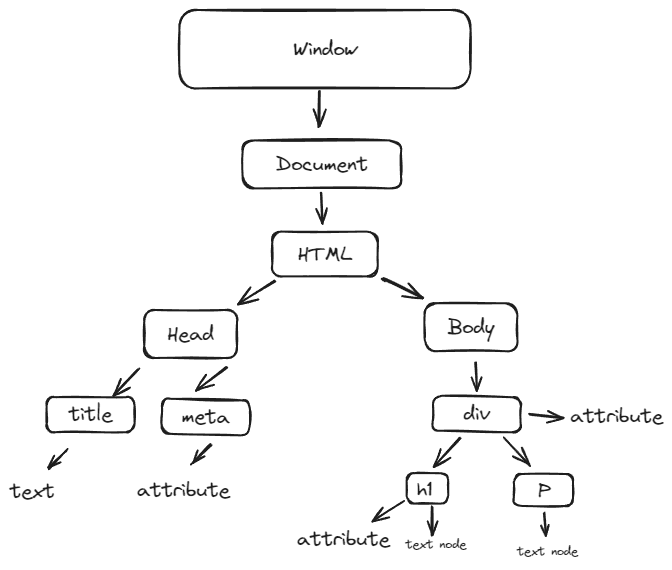 Window
Document
HTML
Head
Body
title
meta
div
attribute
text
attribute
h1
P
attribute
text node
text node